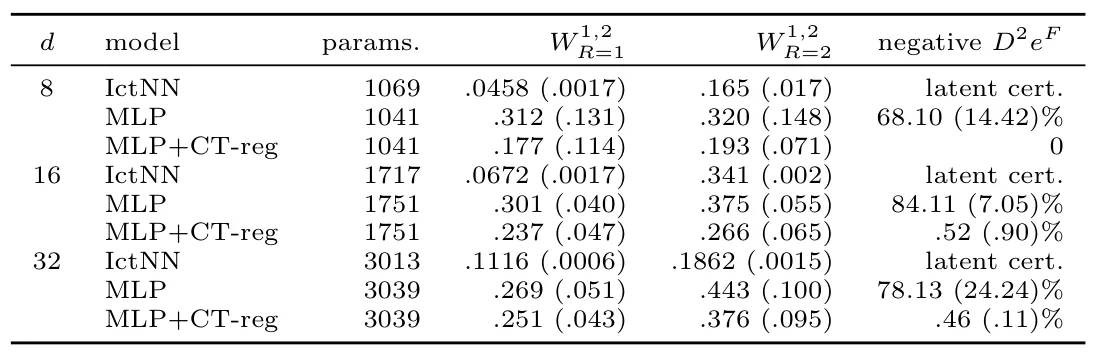 d model params. W^{1,2}_{R=1} W^{1,2}_{R=2} negative D^2e^F
8 IctNN 1069 .0458 (.0017) .165 (.017) latent cert.
MLP 1041 .312 (.131) .320 (.148) 68.10 (14.42)%
MLP+CT-reg 1041 .177 (.114) .193 (.071) 0
16 IctNN 1717 .0672 (.0017) .341 (.002) latent cert.
MLP 1751 .301 (.040) .375 (.055) 84.11 (7.05)%
MLP+CT-reg 1751 .237 (.047) .266 (.065) .52 (.90)%
32 IctNN 3013 .1116 (.0006) .1862 (.0015) latent cert.
MLP 3039 .269 (.051) .443 (.100) 78.13 (24.24)%
MLP+CT-reg 3039 .251 (.043) .376 (.095) .46 (.11)%